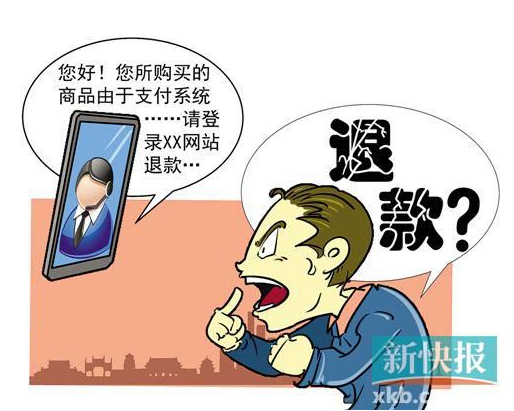 您好！您所购买的
商品由于支付系统
……请登
录XX网站
退款…
退
款？
新快报
xkb.c